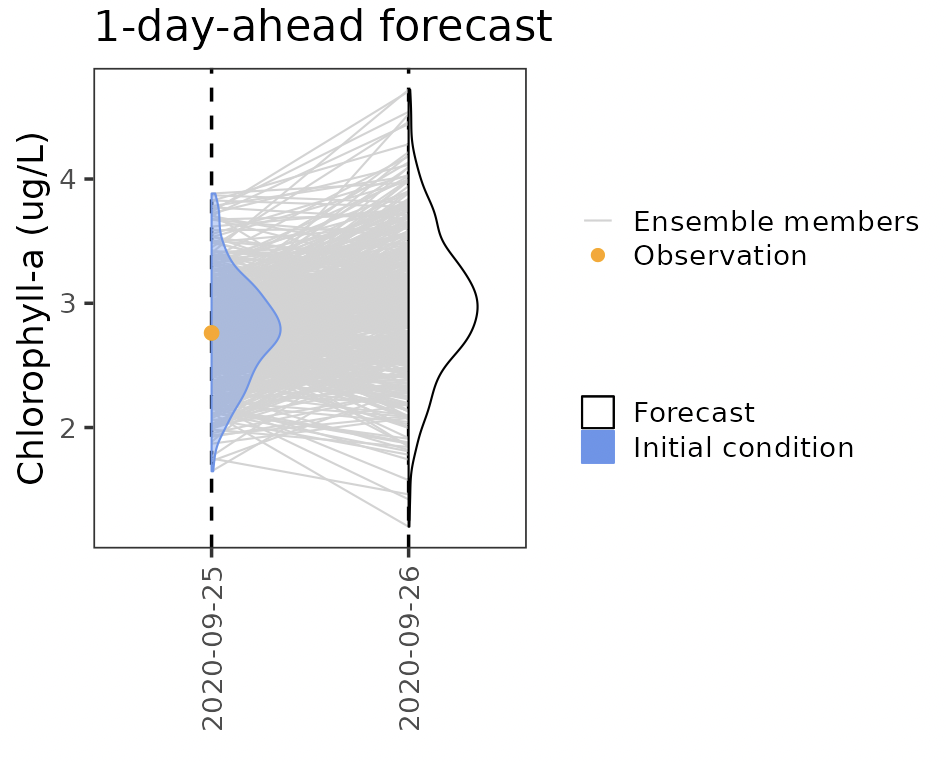 1-day-ahead forecast
Chlorophyll-a (ug/L)
4
3
2
2020-09-25
2020-09-26
Ensemble members
Observation
Forecast
Initial condition